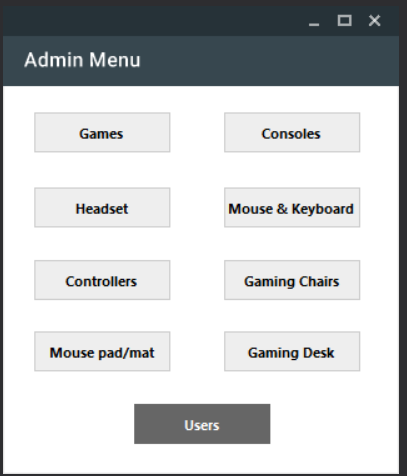 Admin Menu
Games
Consoles
Headset
Mouse & Keyboard
Controllers
Gaming Chairs
Mouse pad/mat
Gaming Desk
Users